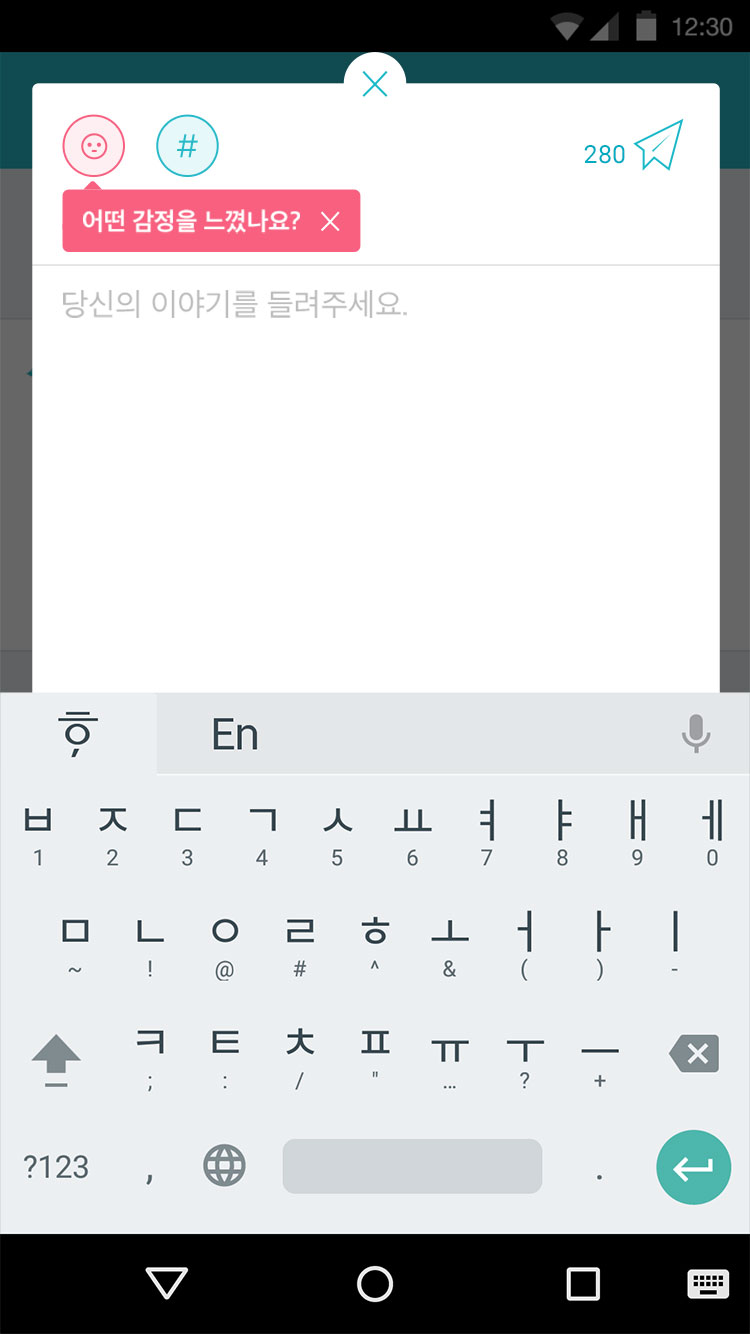 12:30
#
280
어떤 감정을 느꼈나요?
당신의 이야기를 들려주세요.
En
ㅂ ㅈ ㄷ ㄱ ㅅ ㅛ ㅕ ㅑ ㅐ ㅔ
1 2 3 4 5 6 7 8 9 0
ㅁ ㄴ ㅇ ㄹ ㅎ ㅗ ㅓ ㅏ ㅣ
~ ! @ # ^ & ( ) -
ㅋ ㅌ ㅊ ㅍ ㅠ ㅜ ㅡ
; : / " … ? +
?123 , .